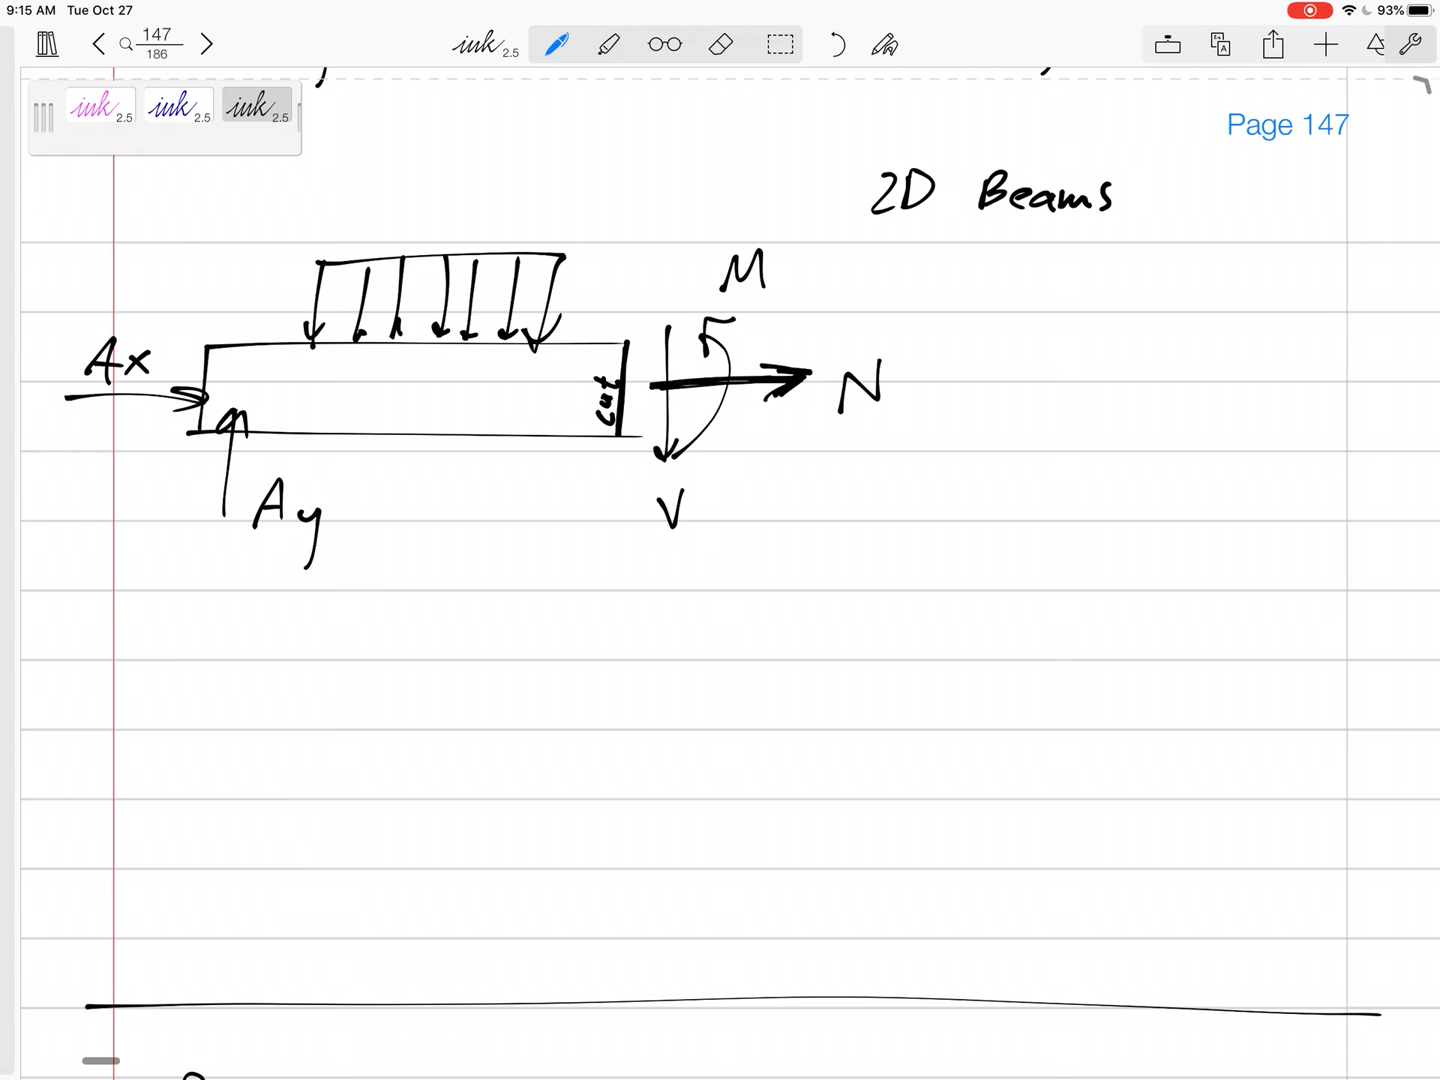 9:15 AM Tue Oct 27
93%
147
186
ink 2.5
ink 2.5
ink 2.5
ink 2.5
Page 147
2D Beams
M
Ax
cut
N
Ay
V